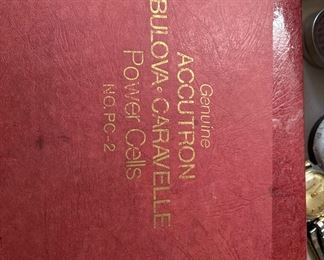 Genuine
ACCUTRON
BULOVA • CARAVELLE
Power Cells
NO. PC-2